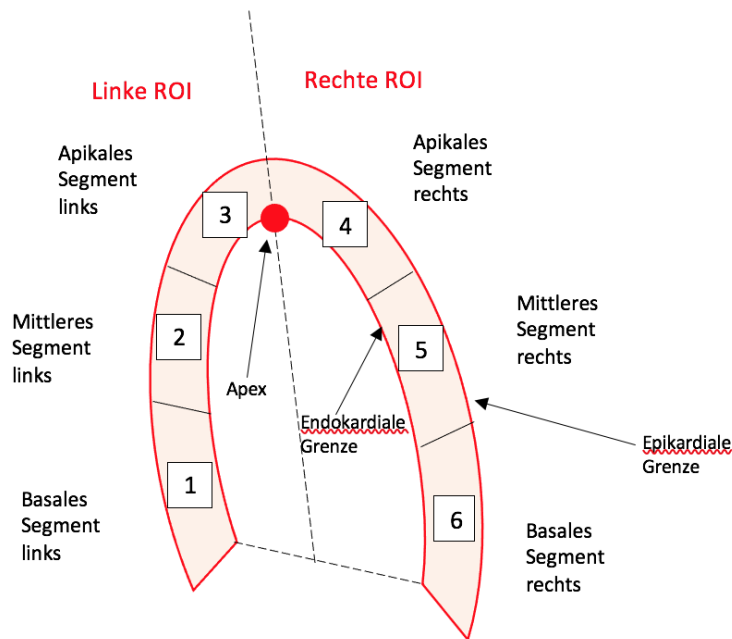 Linke ROI
Rechte ROI
Apikales
Segment
links
Apikales
Segment
rechts
3
4
Mittleres
Segment
links
2
Mittleres
Segment
rechts
5
Apex
Endokardiale
Grenze
Epikardiale
Grenze
Basales
Segment
links
1
6
Basales
Segment
rechts